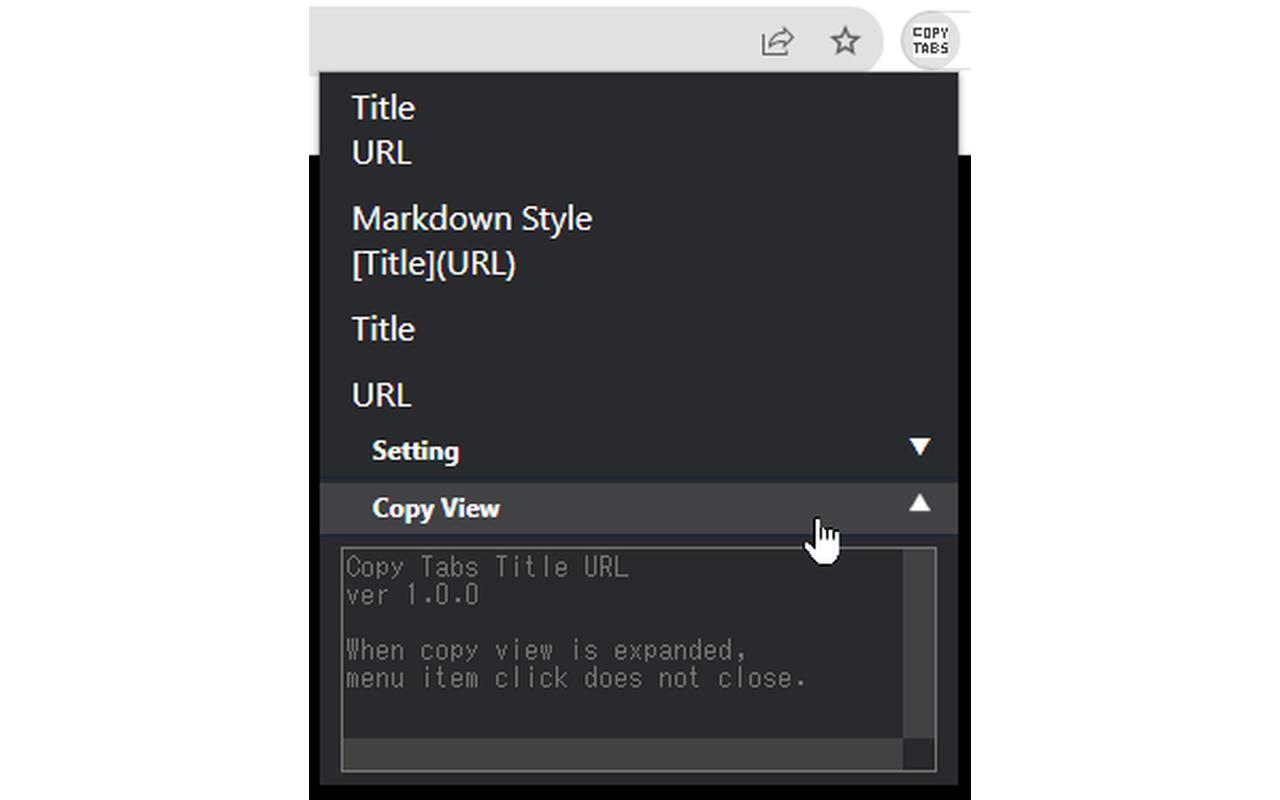 COPY
TABS
Title
URL
Markdown Style
[Title](URL)
Title
URL
Setting
Copy View
Copy Tabs Title URL
ver 1.0.0
When copy view is expanded,
menu item click does not close.